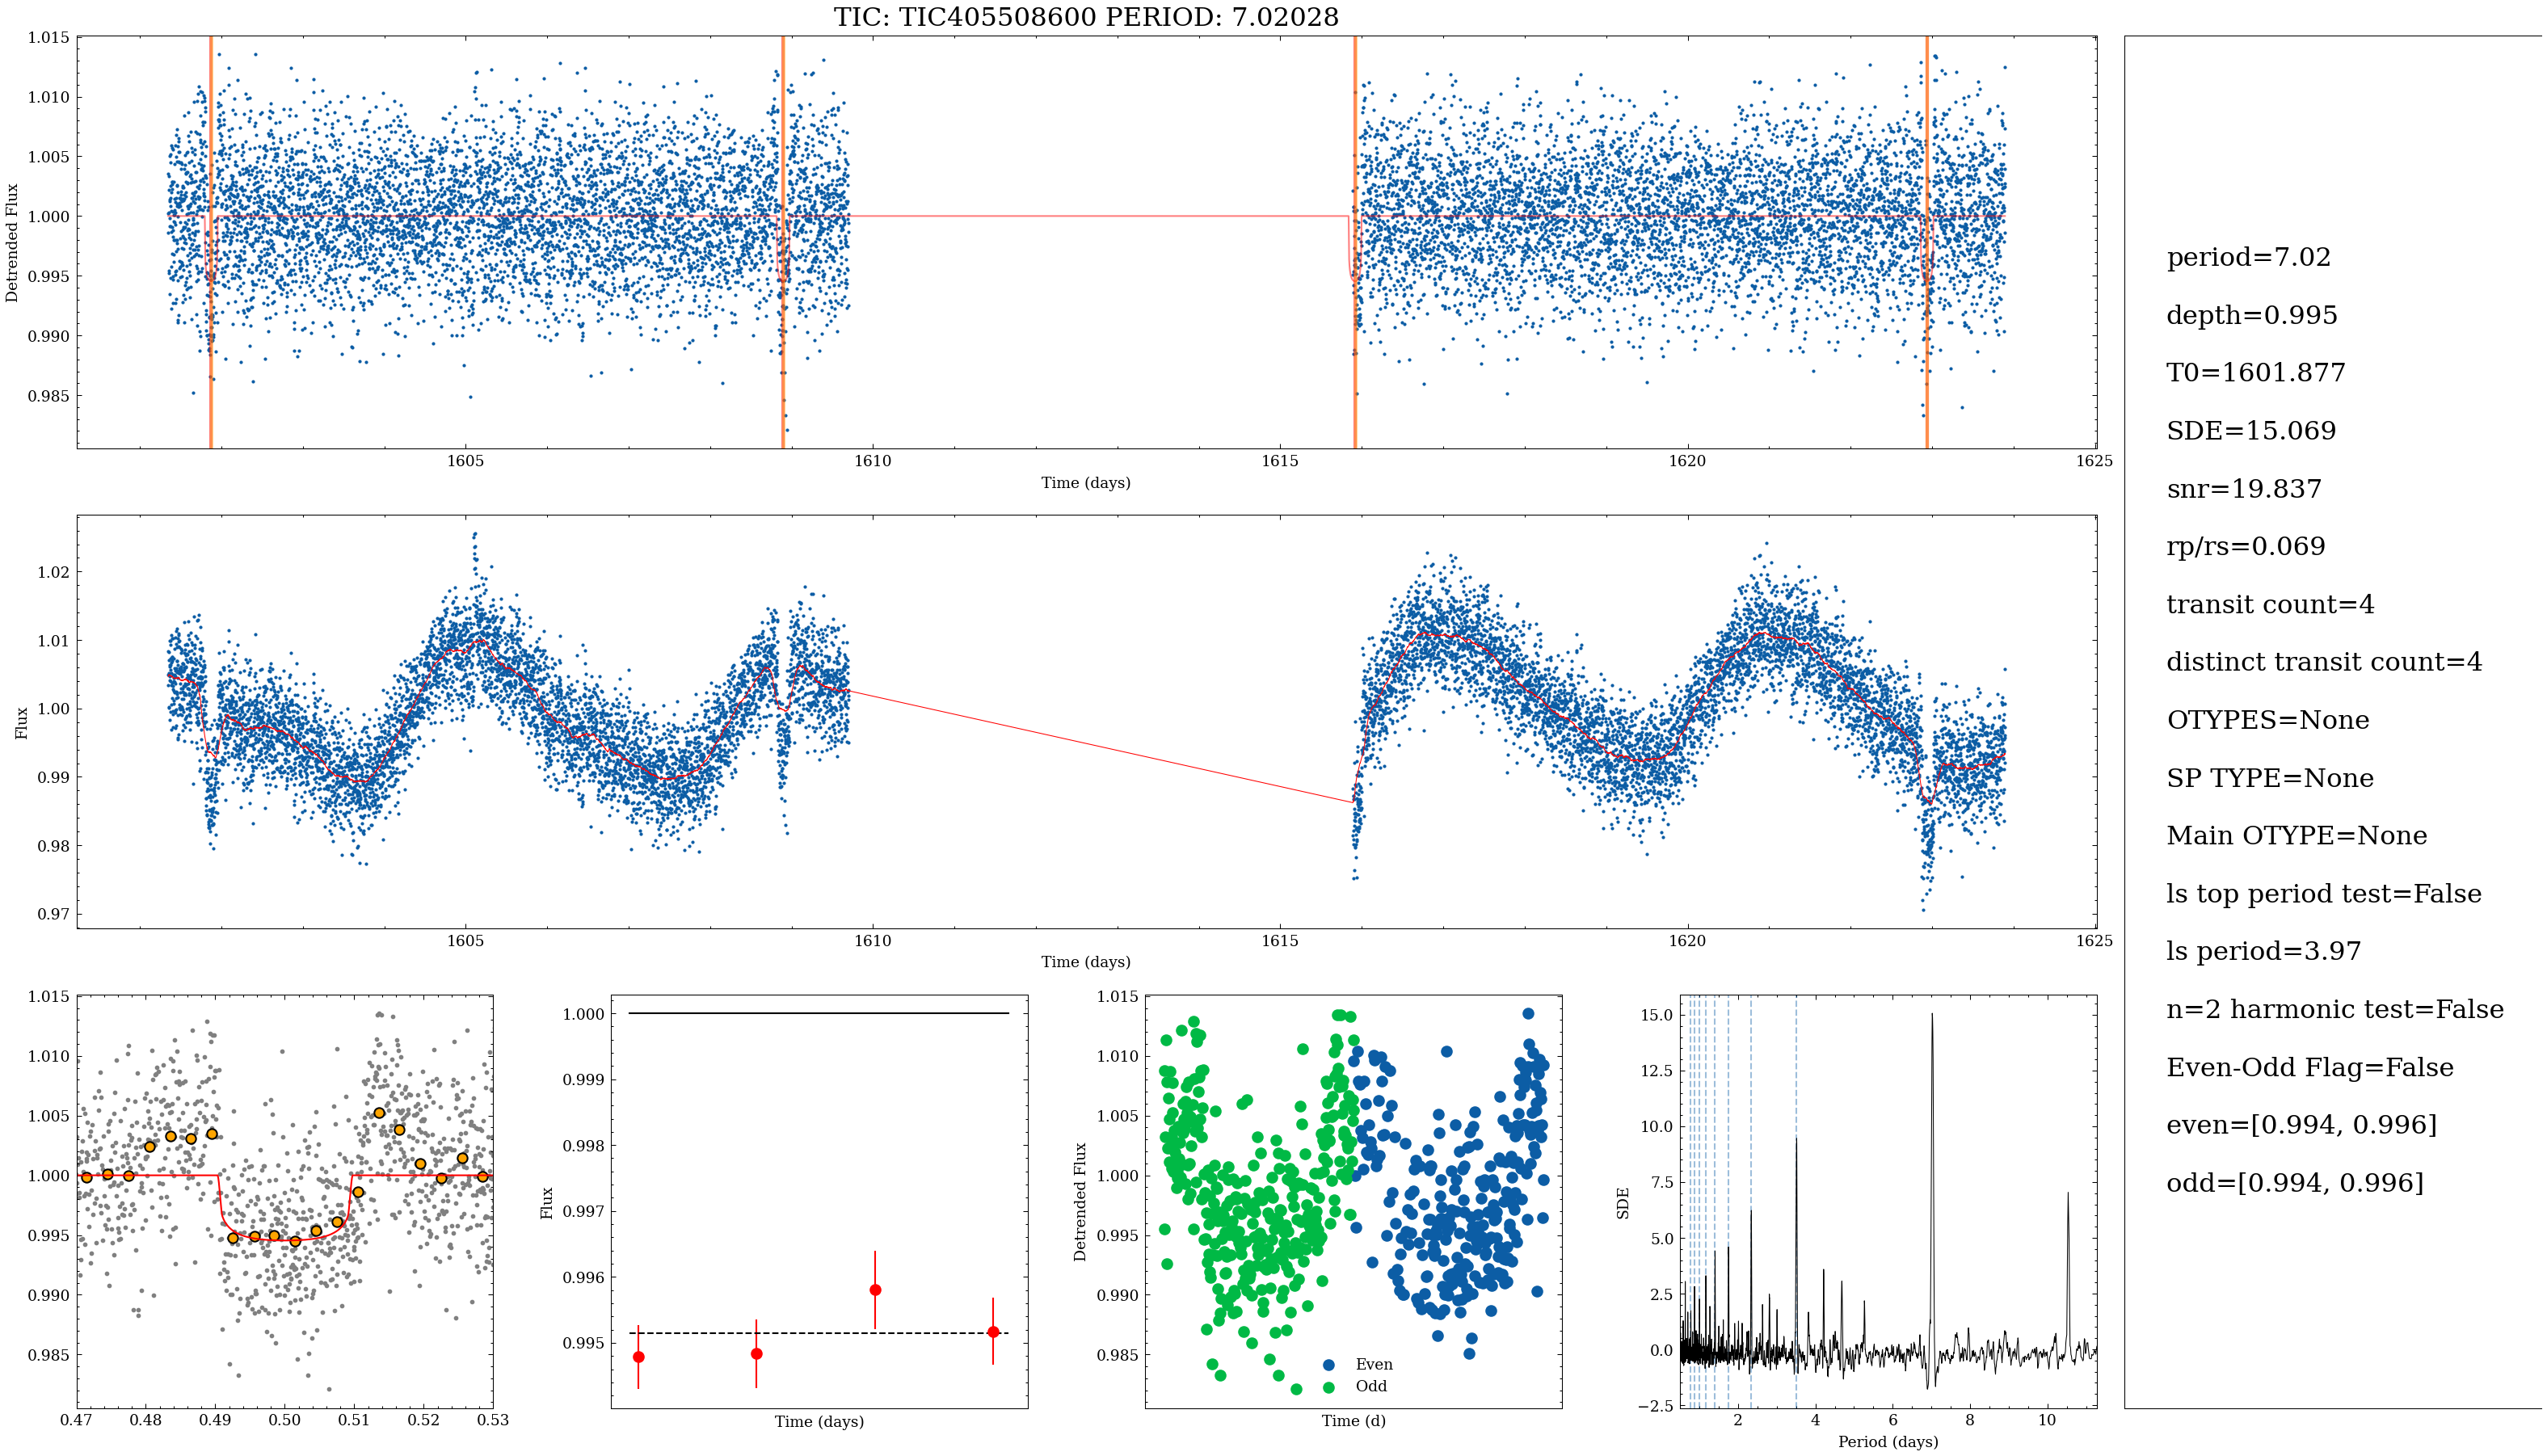 TIC: TIC405508600 PERIOD: 7.02028
1.015
1.010
1.005
1.000
0.995
0.990
0.985
Detrended Flux
1605
1610
1615
1620
1625
Time (days)
1.02
1.01
1.00
0.99
0.98
0.97
Flux
1605
1610
1615
1620
1625
Time (days)
1.015
1.010
1.005
1.000
0.995
0.990
0.985
0.47
0.48
0.49
0.50
0.51
0.52
0.53
1.000
0.999
0.998
0.997
0.996
0.995
Flux
Time (days)
1.015
1.010
1.005
1.000
0.995
0.990
0.985
Detrended Flux
Even
Odd
Time (d)
15.0
12.5
10.0
7.5
5.0
2.5
0.0
−2.5
SDE
2
4
6
8
10
Period (days)
period=7.02
depth=0.995
T0=1601.877
SDE=15.069
snr=19.837
rp/rs=0.069
transit count=4
distinct transit count=4
OTYPES=None
SP TYPE=None
Main OTYPE=None
ls top period test=False
ls period=3.97
n=2 harmonic test=False
Even-Odd Flag=False
even=[0.994, 0.996]
odd=[0.994, 0.996]